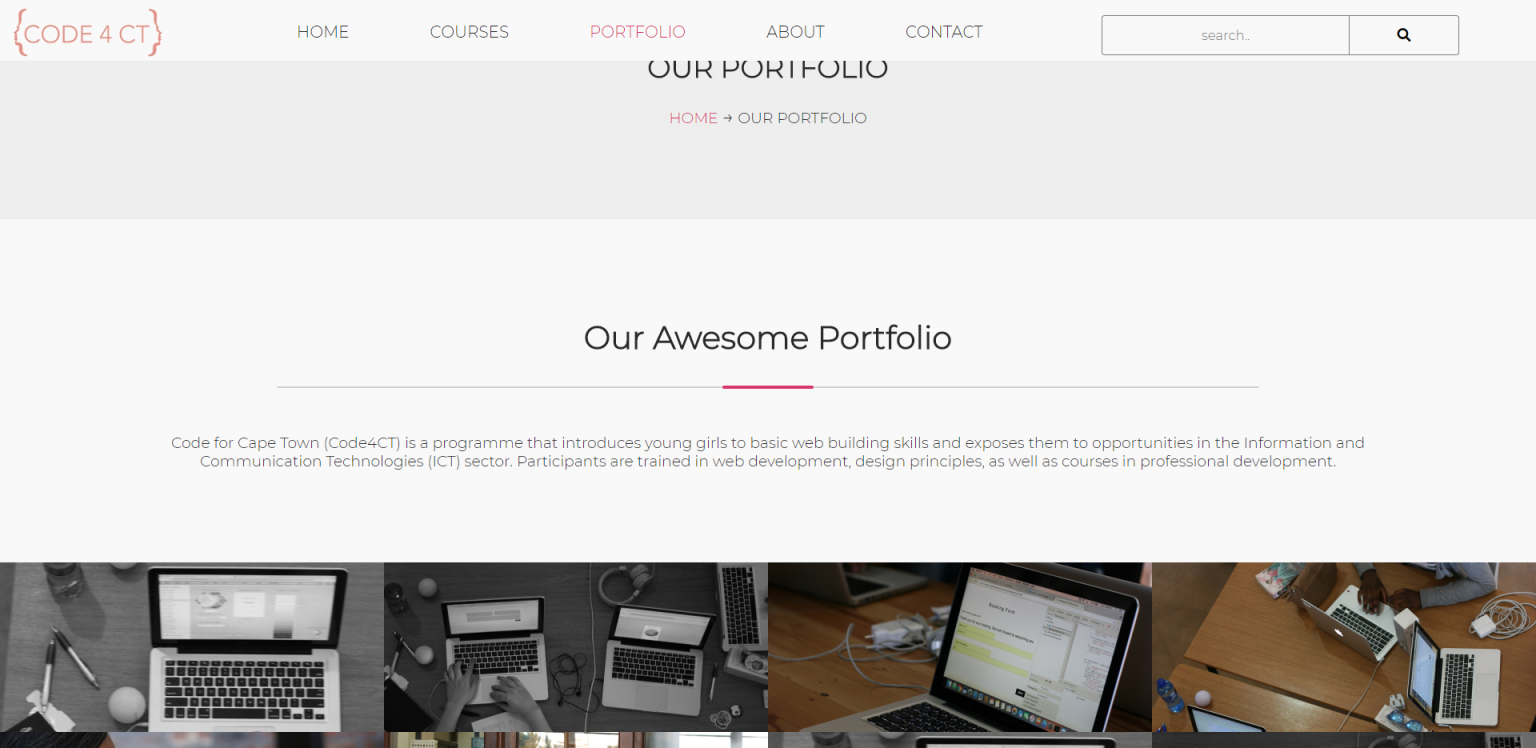 {CODE 4 CT}
HOME
COURSES
PORTFOLIO
ABOUT
CONTACT
search..
OUR PORTFOLIO
HOME → OUR PORTFOLIO
Our Awesome Portfolio
Code for Cape Town (Code4CT) is a programme that introduces young girls to basic web building skills and exposes them to opportunities in the Information and
Communication Technologies (ICT) sector. Participants are trained in web development, design principles, as well as courses in professional development.
Booking Form